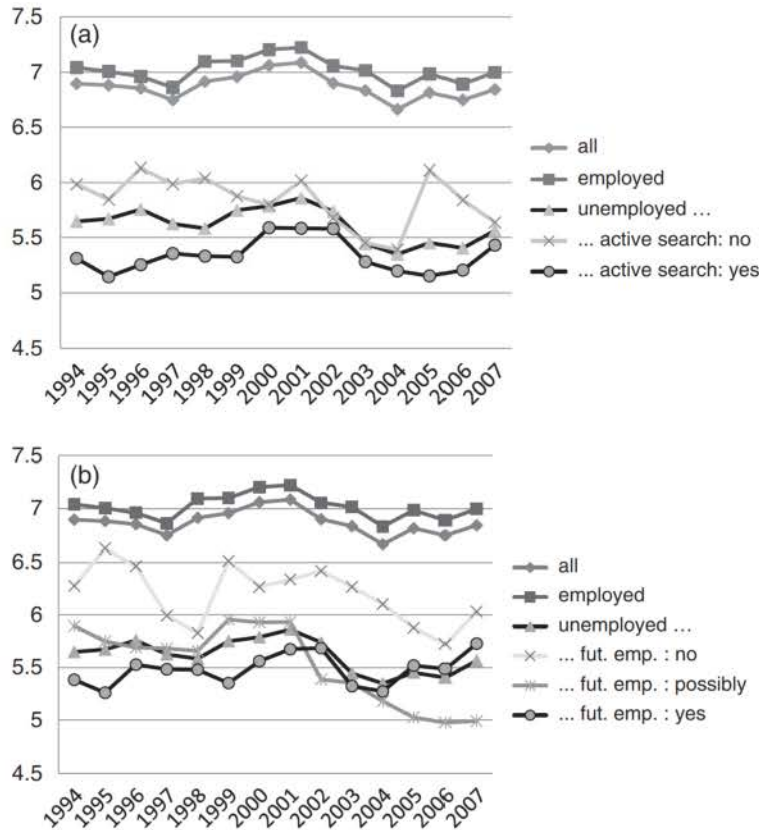 (a)
7.5
7
6.5
6
5.5
5
4.5
1994 1995 1996 1997 1998 1999 2000 2001 2002 2003 2004 2005 2006 2007
all
employed
unemployed ...
... active search: no
... active search: yes
(b)
7.5
7
6.5
6
5.5
5
4.5
1994 1995 1996 1997 1998 1999 2000 2001 2002 2003 2004 2005 2006 2007
all
employed
unemployed ...
... fut. emp. : no
... fut. emp. : possibly
... fut. emp. : yes